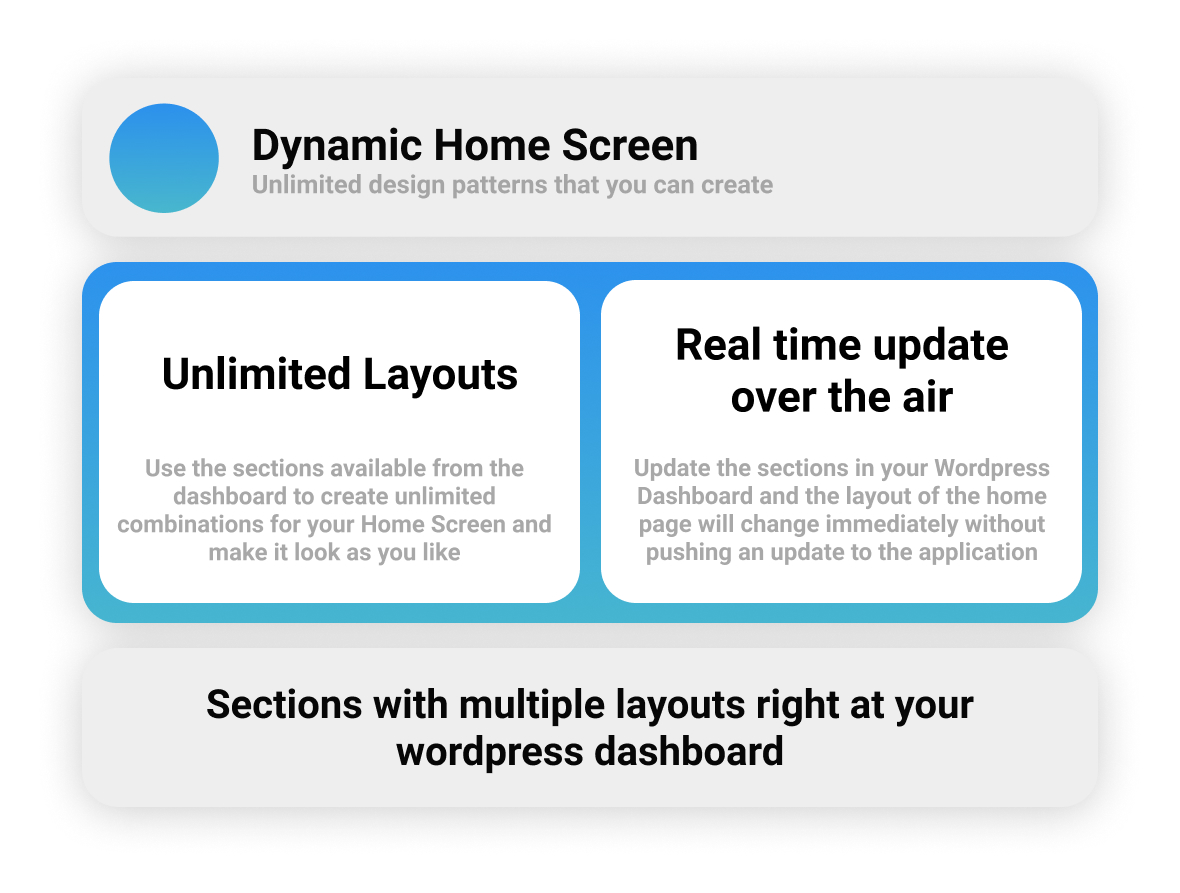 Dynamic Home Screen
Unlimited design patterns that you can create
Unlimited Layouts
Use the sections available from the
dashboard to create unlimited
combinations for your Home Screen and
make it look as you like
Real time update
over the air
Update the sections in your Wordpress
Dashboard and the layout of the home
page will change immediately without
pushing an update to the application
Sections with multiple layouts right at your
wordpress dashboard